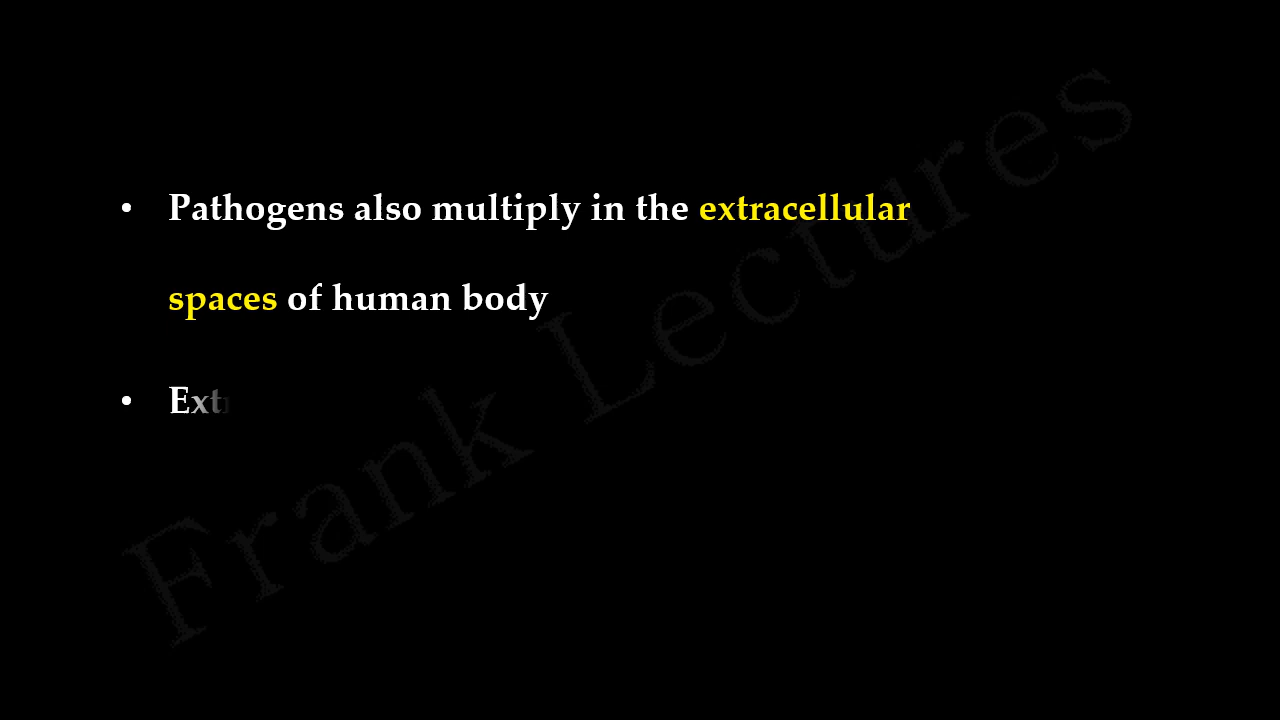 • Pathogens also multiply in the extracellular
spaces of human body
• Ext
Frank Lectures